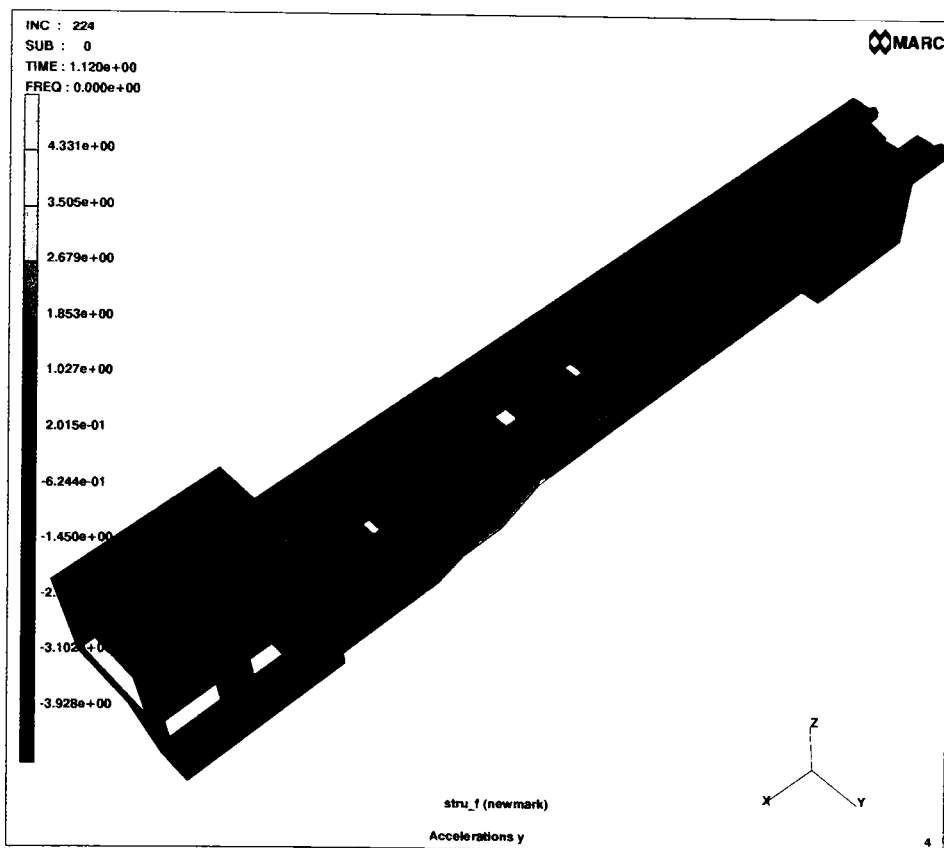 INC : 224
SUB : 0
TIME : 1.120e+00
FREQ : 0.000e+00
MARC
4.331e+00
3.505e+00
2.679e+00
1.853e+00
1.027e+00
2.015e-01
-6.244e-01
-1.450e+00
-3.928e+00
Z
X
Y
stru_f (newmark)
Accelerations y
4